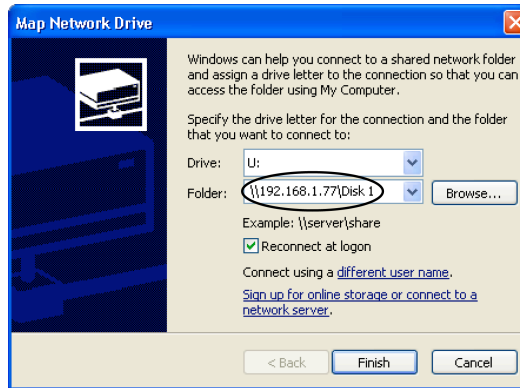 Map Network Drive
Windows can help you connect to a shared network folder
and assign a drive letter to the connection so that you can
access the folder using My Computer.
Specify the drive letter for the connection and the folder
that you want to connect to:
Drive: U:
Folder: \\192.168.1.77\Disk 1 Browse...
Example: \\server\share
Reconnect at logon
Connect using a different user name.
Sign up for online storage or connect to a
network server.
< Back Finish Cancel